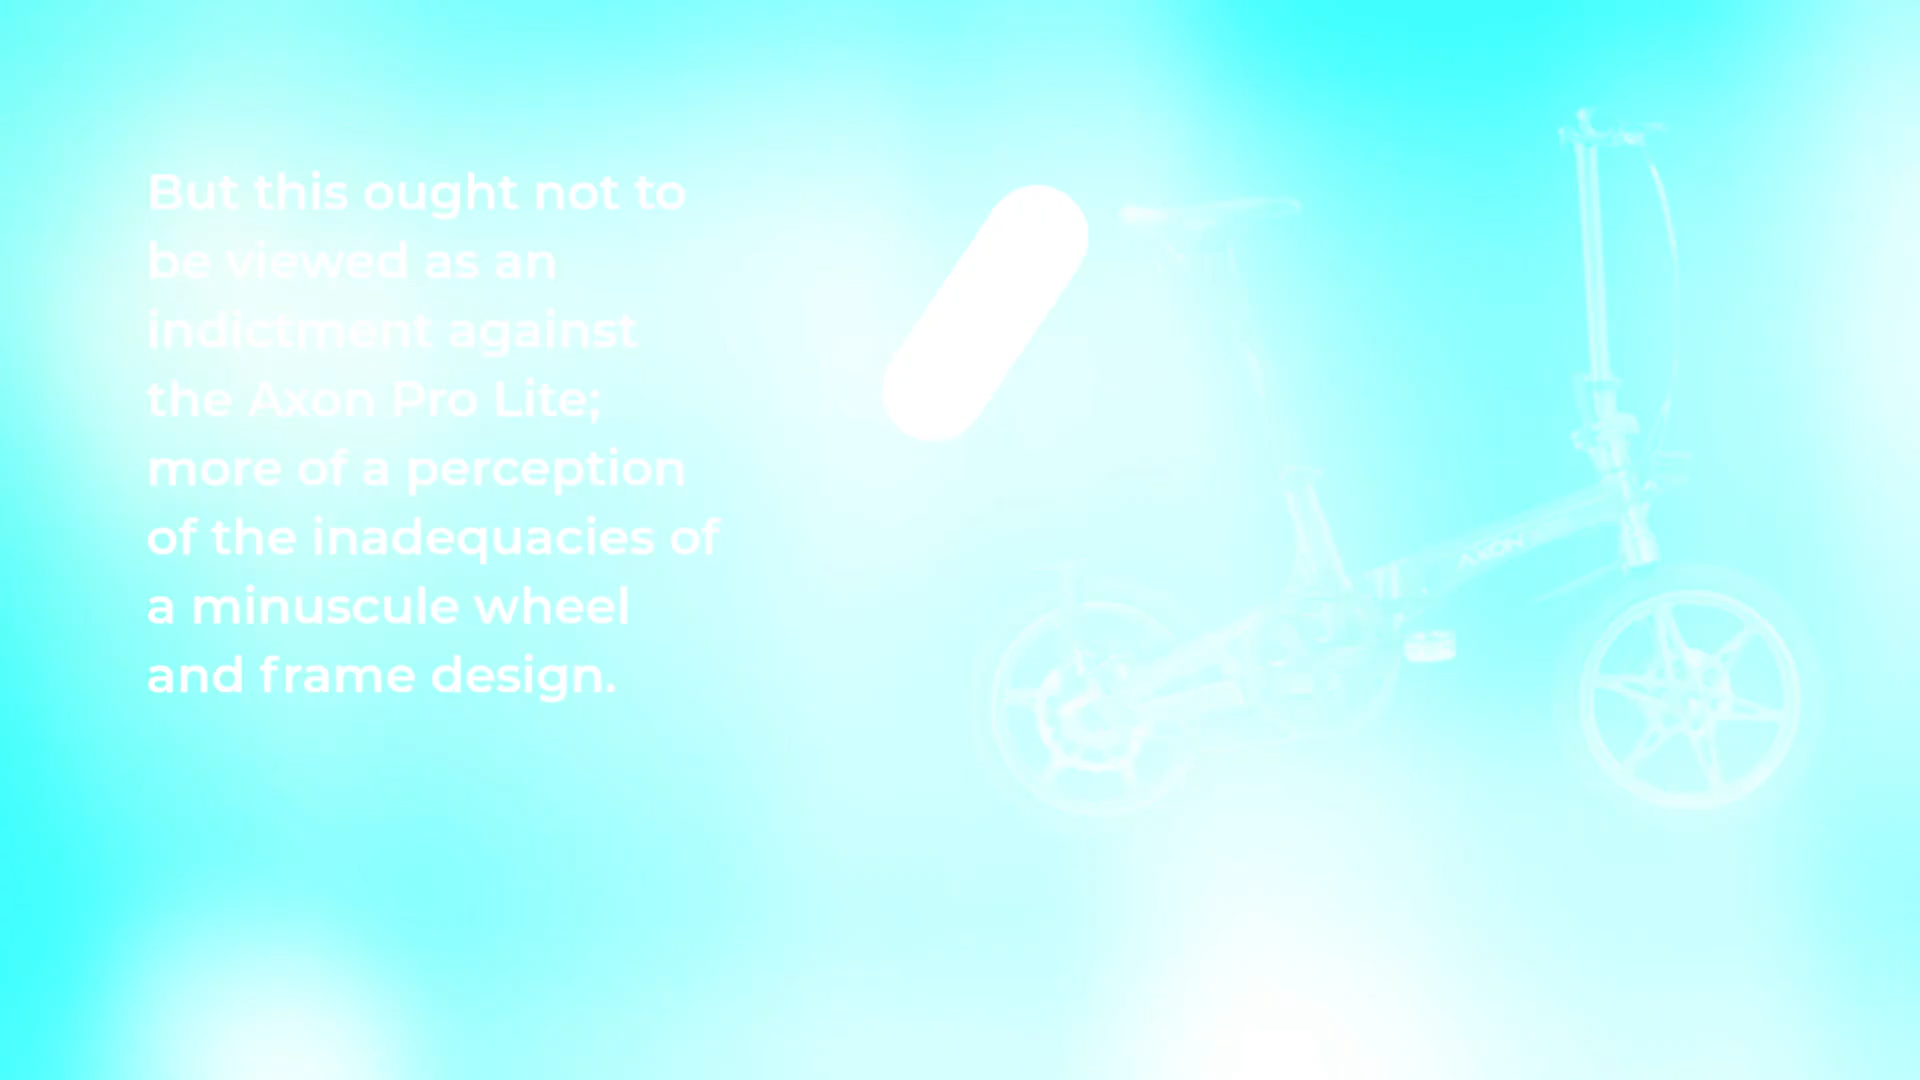 But this ought not to
be viewed as an
indictment against
the Axon Pro Lite;
more of a perception
of the inadequacies of
a minuscule wheel
and frame design.
AXON